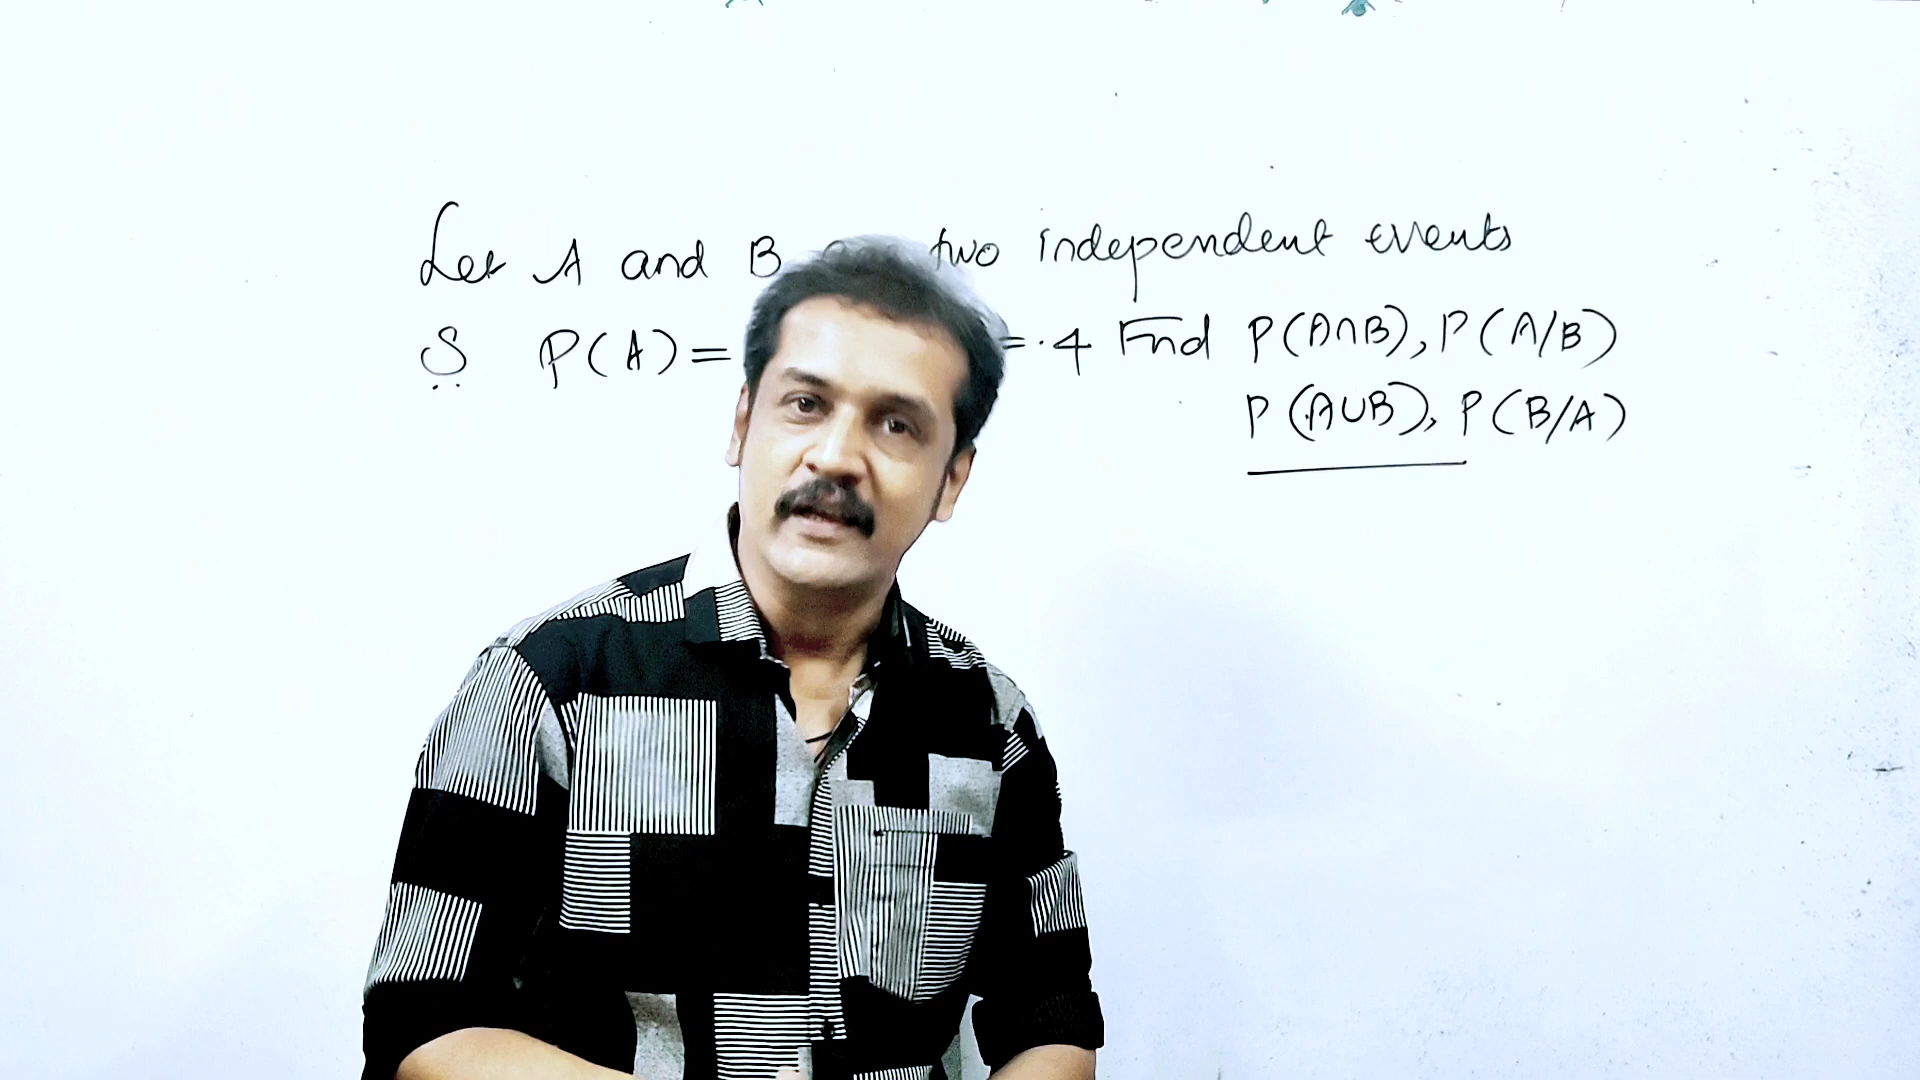 Let A and B two independent events
P(A) = = .4 Find P(A∩B), P(A/B)
P(A∪B), P(B/A)